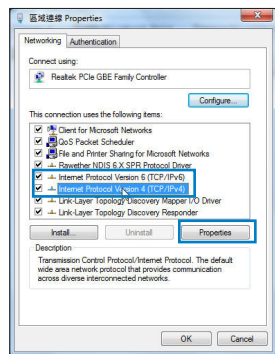 區域連線 Properties
Networking Authentication
Connect using:
Realtek PCIe GBE Family Controller
Configure...
This connection uses the following items:
Client for Microsoft Networks
QoS Packet Scheduler
File and Printer Sharing for Microsoft Networks
Rawether NDIS 6.X SPR Protocol Driver
Internet Protocol Version 6 (TCP/IPv6)
Internet Protocol Version 4 (TCP/IPv4)
Link-Layer Topology Discovery Mapper I/O Driver
Link-Layer Topology Discovery Responder
Install... Uninstall Properties
Description
Transmission Control Protocol/Internet Protocol. The default
wide area network protocol that provides communication
across diverse interconnected networks.
OK Cancel